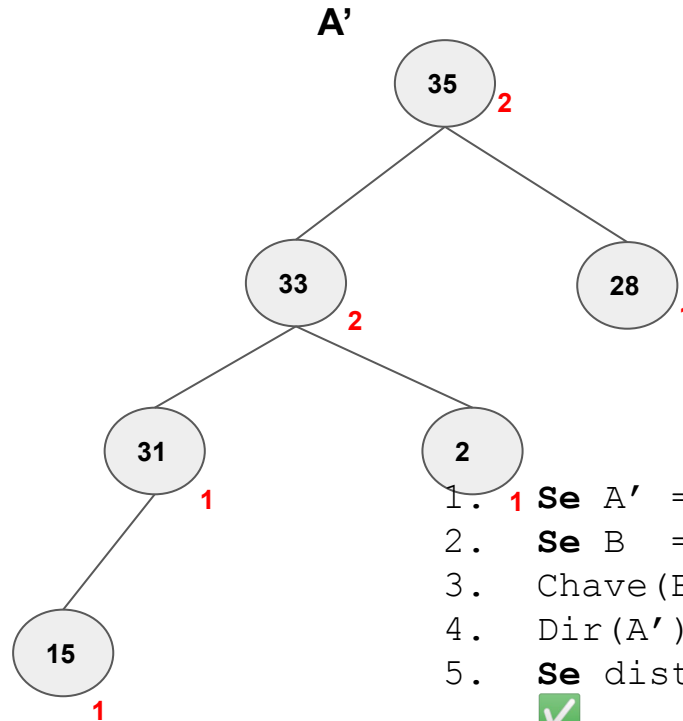 A’
35
2
33
2
28
31
1
2
1
15
1
1. Se A’ =
2. Se B =
3. Chave(
4. Dir(A’)
5. Se dist